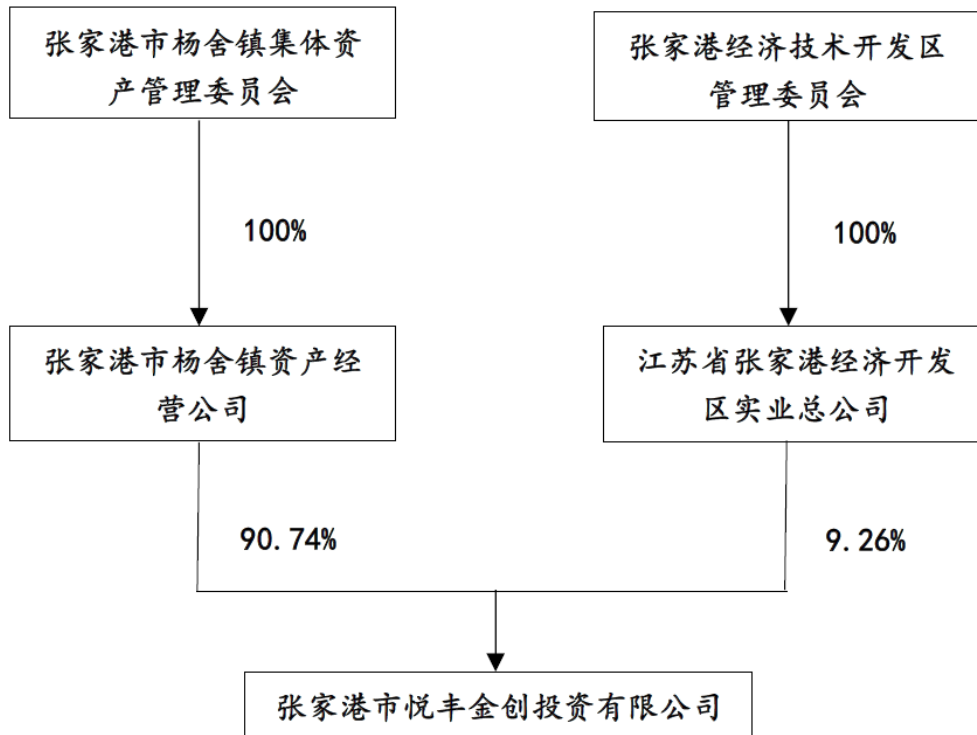 张家港市杨舍镇集体资
产管理委员会
张家港经济技术开发区
管理委员会
100%
100%
张家港市杨舍镇资产经
营公司
江苏省张家港经济开发
区实业总公司
90.74%
9.26%
张家港市悦丰金创投资有限公司